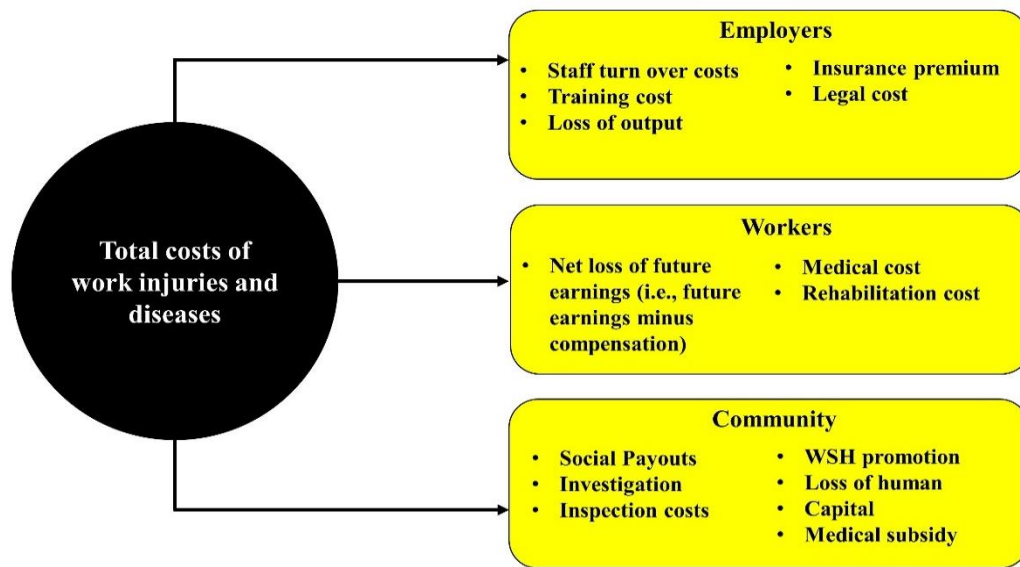 Total costs of
work injuries and
diseases
Employers
• Staff turn over costs
• Training cost
• Loss of output
• Insurance premium
• Legal cost
Workers
• Net loss of future
earnings (i.e., future
earnings minus
compensation)
• Medical cost
• Rehabilitation cost
Community
• Social Payouts
• Investigation
• Inspection costs
• WSH promotion
• Loss of human
• Capital
• Medical subsidy